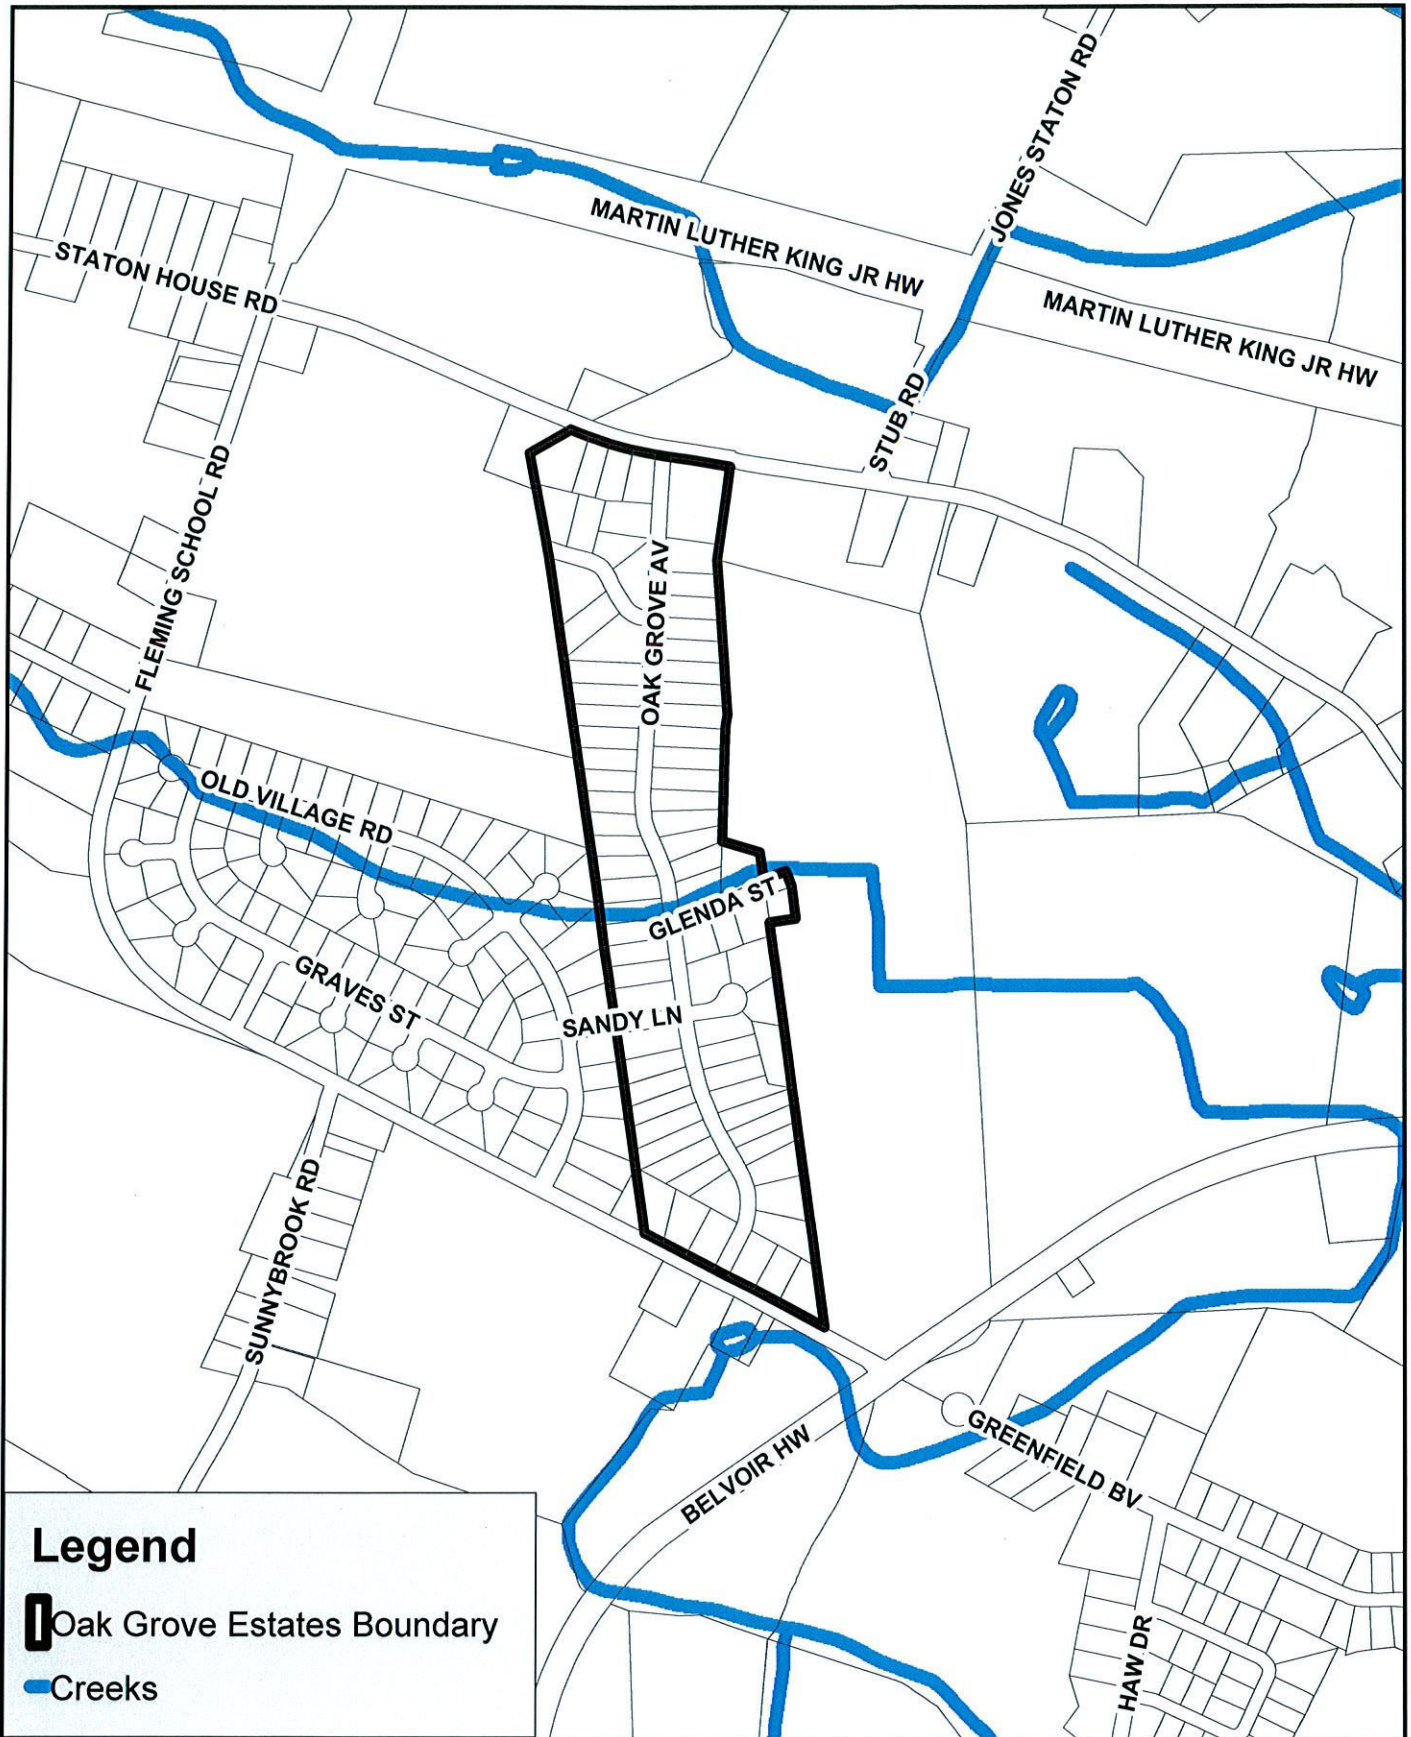 JONES STATON RD
MARTIN LUTHER KING JR HW
STATON HOUSE RD
MARTIN LUTHER KING JR HW
STUB RD
FLEMING SCHOOL RD
OAK GROVE AV
OLD VILLAGE RD
GLENDA ST
GRAVES ST
SANDY LN
SUNNYBROOK RD
GREENFIELD BV
BELVOIR HW
HAW DR
Legend
Oak Grove Estates Boundary
Creeks